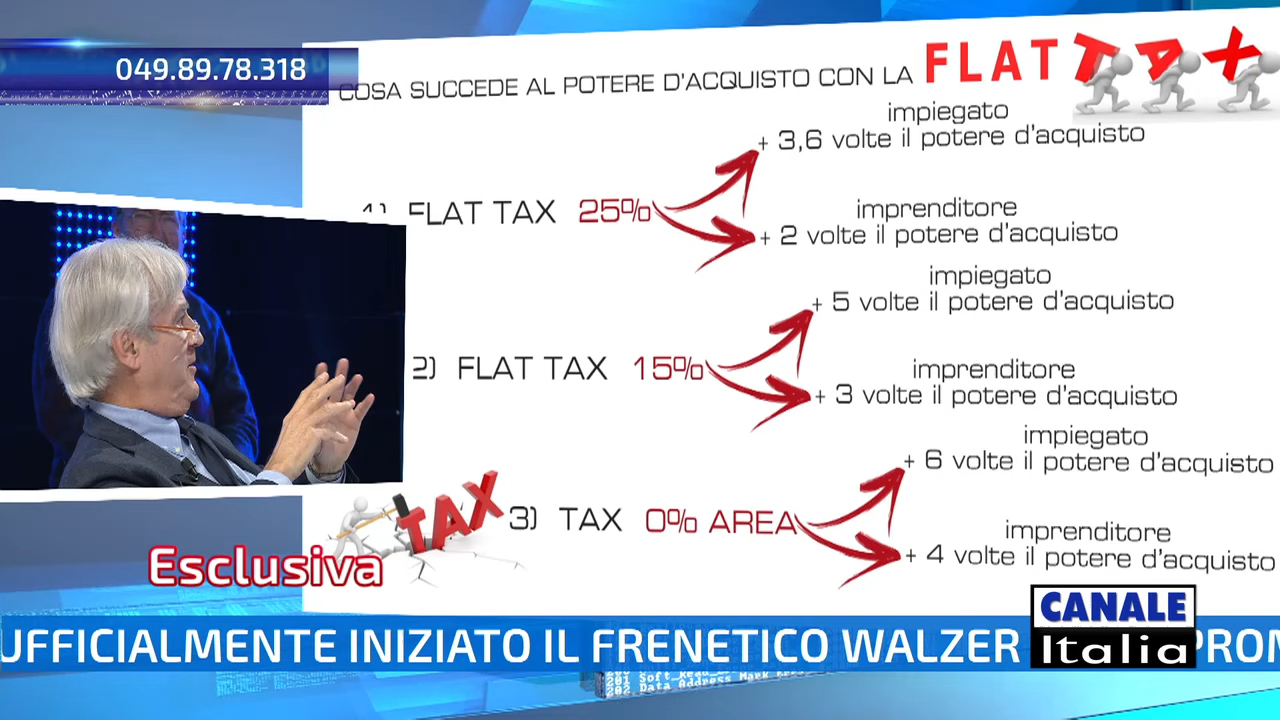 049.89.78.318
COSA SUCCEDE AL POTERE D'ACQUISTO CON LA FLAT TAX
impiegato
+ 3,6 volte il potere d'acquisto
1) FLAT TAX 25%
imprenditore
+ 2 volte il potere d'acquisto
impiegato
+ 5 volte il potere d'acquisto
2) FLAT TAX 15%
imprenditore
+ 3 volte il potere d'acquisto
impiegato
+ 6 volte il potere d'acquisto
TAX
3) TAX 0% AREA
imprenditore
+ 4 volte il potere d'acquisto
Esclusiva
CANALE
Italia
UFFICIALMENTE INIZIATO IL FRENETICO WALZER